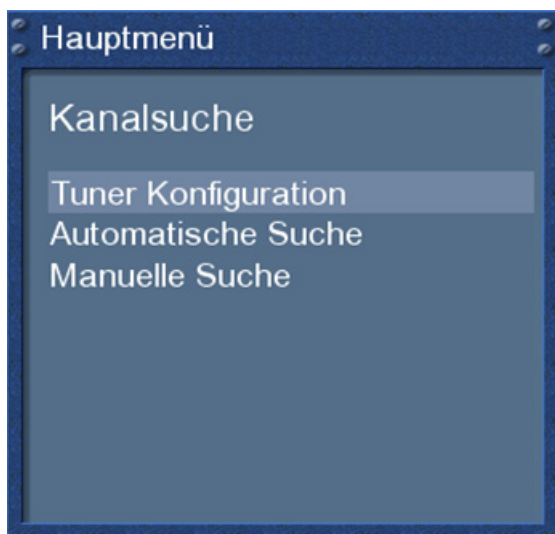 Hauptmenü
Kanalsuche
Tuner Konfiguration
Automatische Suche
Manuelle Suche